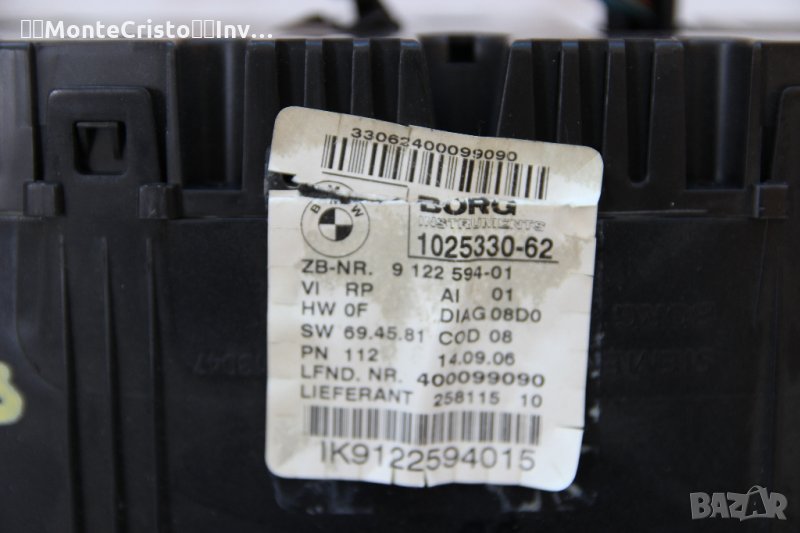 MonteCristoInv...
33062400099090
BMW
BORG
INSTRUMENTS
1025330-62
ZB-NR. 9 122 594-01
VI RP AI 01
HW 0F DIAG 08D0
SW 69.45.81 COD 08
PN 112 14.09.06
LFND. NR. 400099090
LIEFERANT 258115 10
IK9122594015
BAZAR